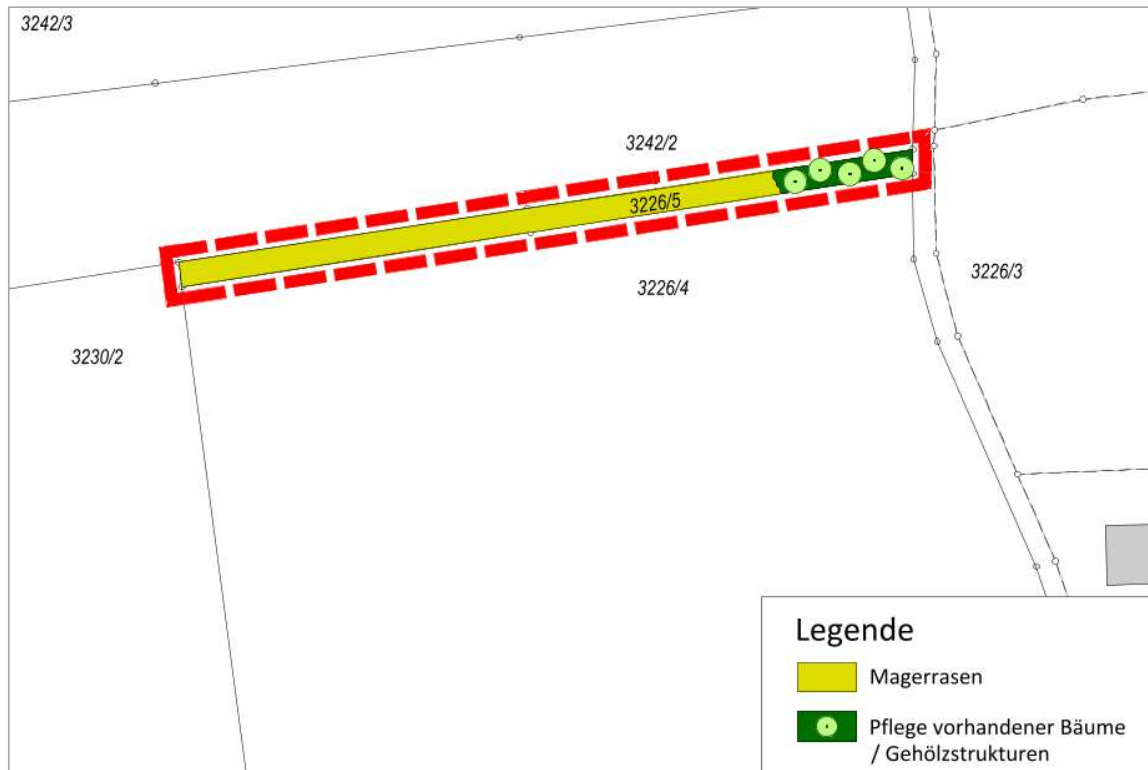 3242/3
3242/2
3226/5
3226/3
3226/4
3230/2
Legende
Magerrasen
Pflege vorhandener Bäume
/ Gehölzstrukturen